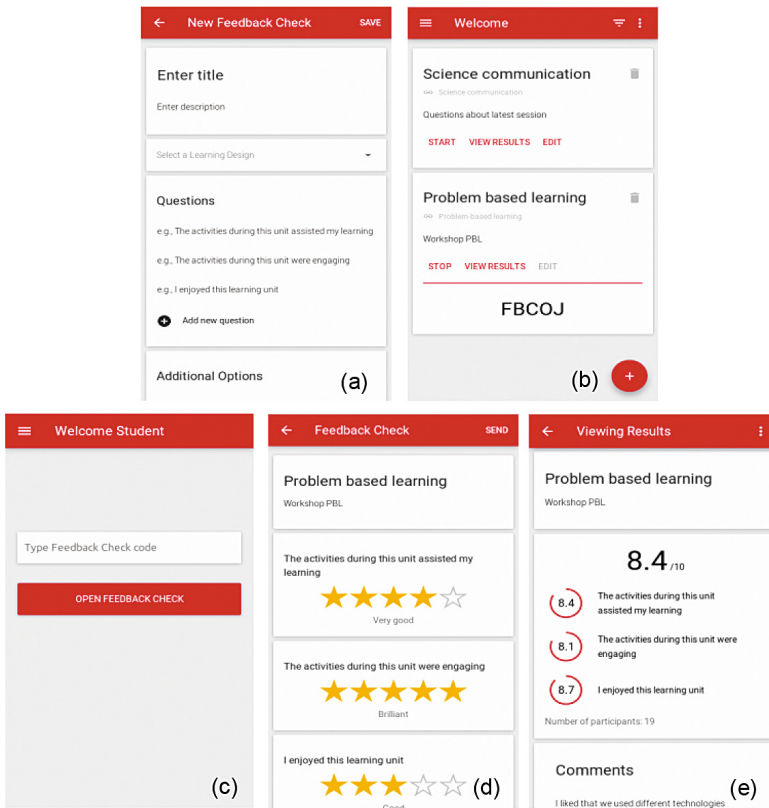 New Feedback Check SAVE
Enter title
Enter description
Select a Learning Design
Questions
e.g., The activities during this unit assisted my learning
e.g., The activities during this unit were engaging
e.g., I enjoyed this learning unit
Add new question
Additional Options
(a)
Welcome
Science communication
Science communication
Questions about latest session
START VIEW RESULTS EDIT
Problem based learning
Problem-based learning
Workshop PBL
STOP VIEW RESULTS EDIT
FBCOJ
+
(b)
Welcome Student
Type Feedback Check code
OPEN FEEDBACK CHECK
(c)
Feedback Check SEND
Problem based learning
Workshop PBL
The activities during this unit assisted my
learning
Very good
The activities during this unit were engaging
Brilliant
I enjoyed this learning unit
Good
(d)
Viewing Results
Problem based learning
Workshop PBL
8.4 /10
8.4 The activities during this unit
assisted my learning
8.1 The activities during this unit were
engaging
8.7 I enjoyed this learning unit
Number of participants: 19
Comments
I liked that we used different technologies
(e)